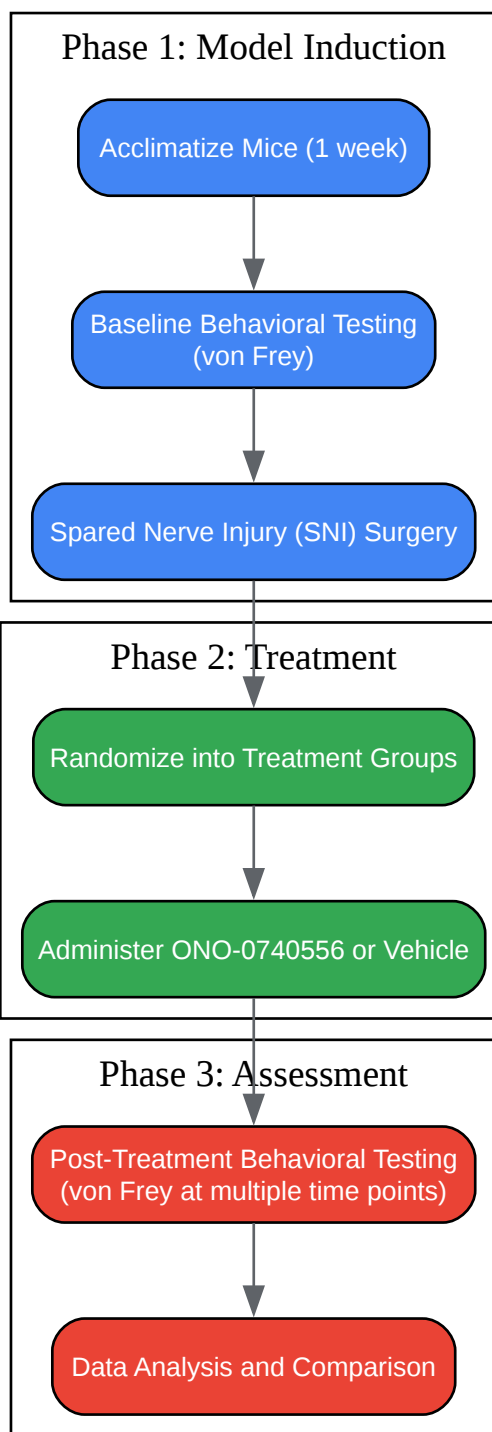 Phase 1: Model Induction
Acclimatize Mice (1 week)
Baseline Behavioral Testing
(von Frey)
Spared Nerve Injury (SNI) Surgery
Phase 2: Treatment
Randomize into Treatment Groups
Administer ONO-0740556 or Vehicle
Phase 3: Assessment
Post-Treatment Behavioral Testing
(von Frey at multiple time points)
Data Analysis and Comparison